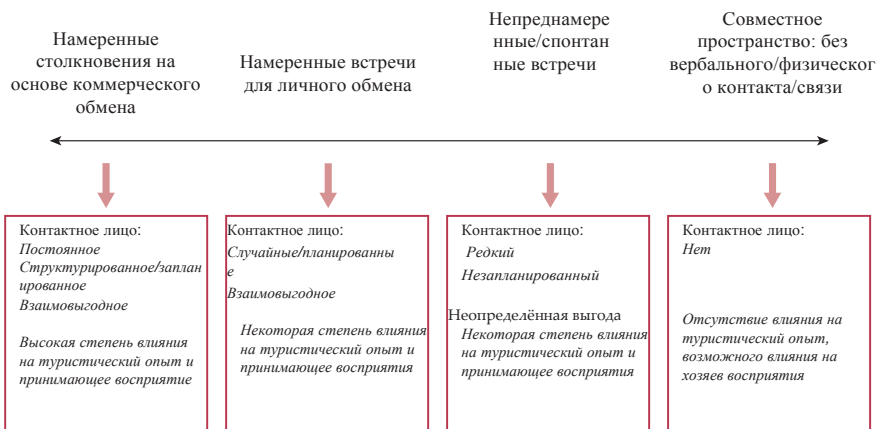 Намеренные
столкновения на
основе коммерческого
обмена
Намеренные встречи
для личного обмена
Непреднамере
нные/спонтан
ные встречи
Совместное
пространство: без
вербального/физическог
о контакта/связи
Контактное лицо:
Постоянное
Структурированное/заплан
ированное
Взаимовыгодное
Высокая степень влияния
на туристический опыт и
принимающее восприятие
Контактное лицо:
Случайные/планированны
е
Взаимовыгодное
Некоторая степень влияния
на туристический опыт и
принимающее восприятия
Контактное лицо:
Редкий
Незапланированный
Неопределённая выгода
Некоторая степень влияния
на туристический опыт и
принимающее восприятия
Контактное лицо:
Нет
Отсутствие влияния на
туристический опыт,
возможного влияния на
хозяев восприятия